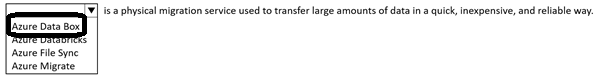 is a physical migration service used to transfer large amounts of data in a quick, inexpensive, and reliable way.
Azure Data Box
Azure Databricks
Azure File Sync
Azure Migrate